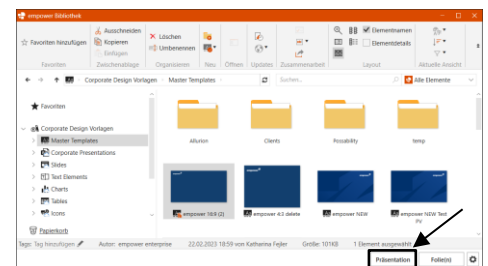 empower Bibliothek
Favoriten hinzufügen
Ausschneiden
Kopieren
Einfügen
Löschen
Umbenennen
Elementnamen
Elementdetails
Favoriten
Zwischenablage
Organisieren
Neu
Öffnen
Updates
Zusammenarbeit
Layout
Aktuelle Ansicht
Corporate Design Vorlagen > Master Templates >
Suchen...
Alle Elemente
Favoriten
Corporate Design Vorlagen
Master Templates
Corporate Presentations
Slides
Text Elements
Charts
Tables
Icons
Papierkorb
Allurion
Clients
Possability
temp
empower 16:9 (2)
empower 4:3 delete
empower NEW
empower NEW Test
PV
Tags: Tag hinzufügen
Autor: empower enterprise
22.02.2023 18:59 von Katharina Fejler
Größe: 101KB
1 Element ausgewählt
Präsentation
Folie(n)